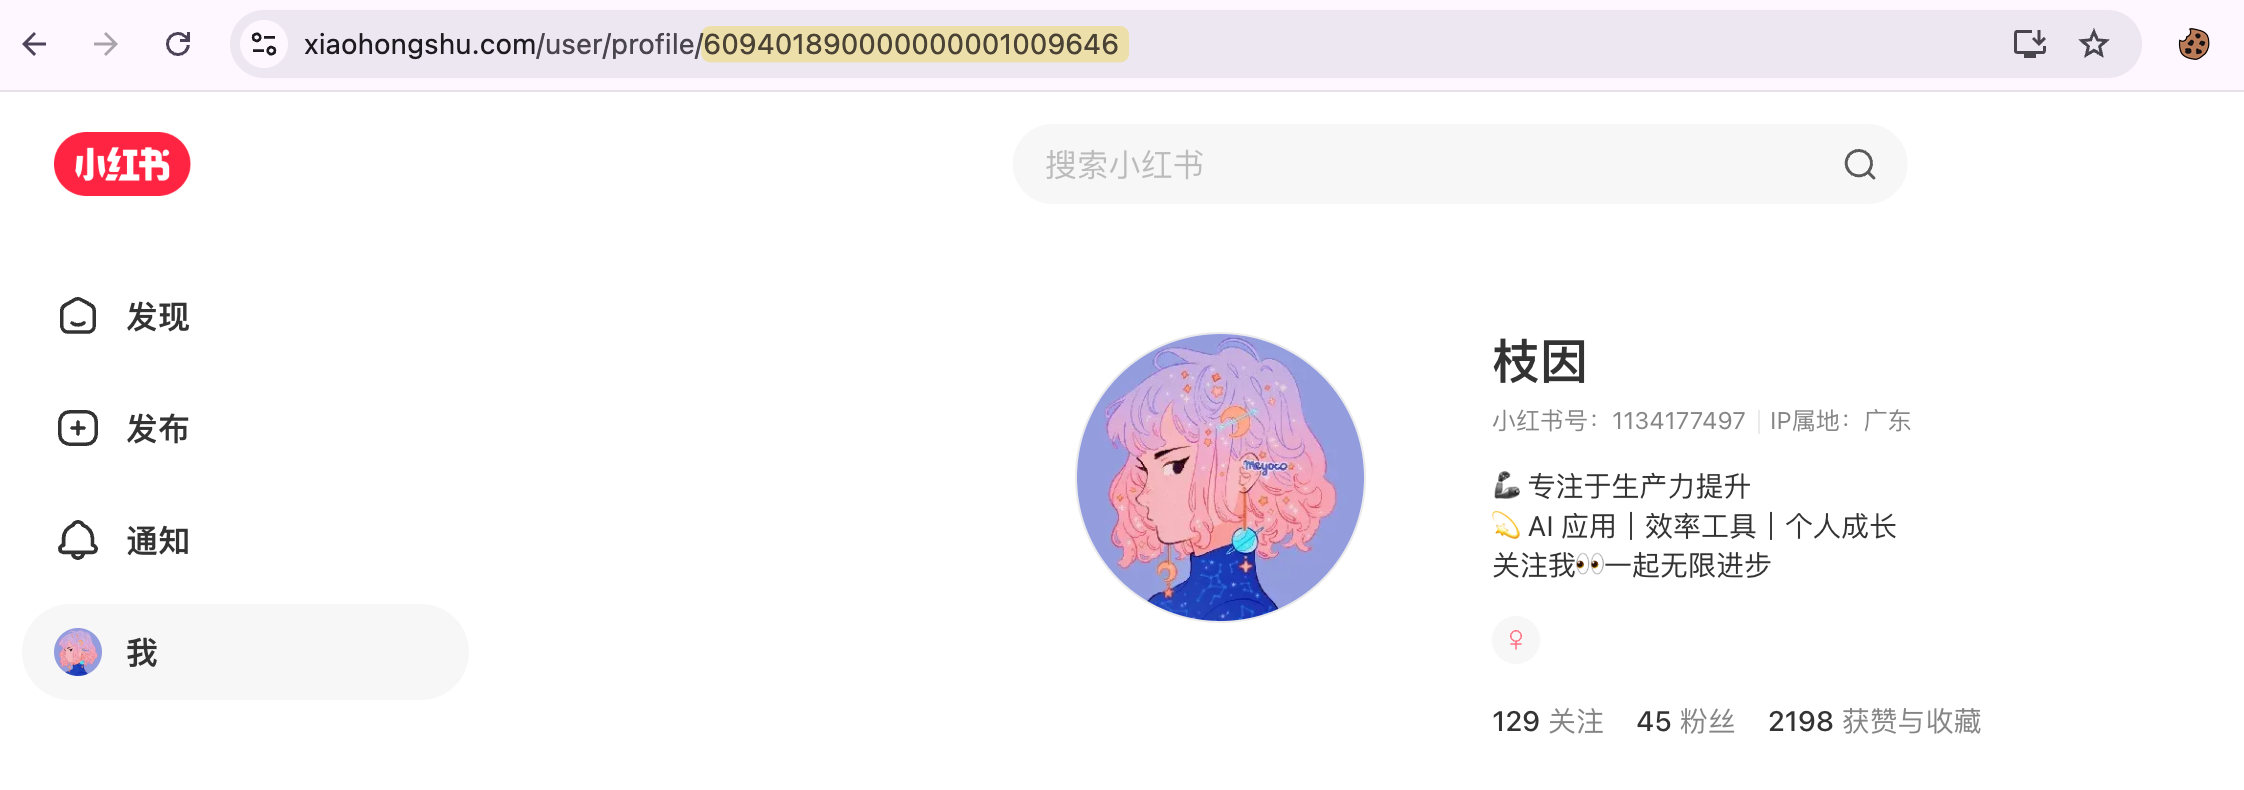 xiaohongshu.com/user/profile/609401890000000001009646
小红书
搜索小红书
发现
发布
通知
我
枝因
小红书号：1134177497 IP属地：广东
meyoco
🦾 专注于生产力提升
💫 AI 应用｜效率工具｜个人成长
关注我👀一起无限进步
♀
129 关注 45 粉丝 2198 获赞与收藏